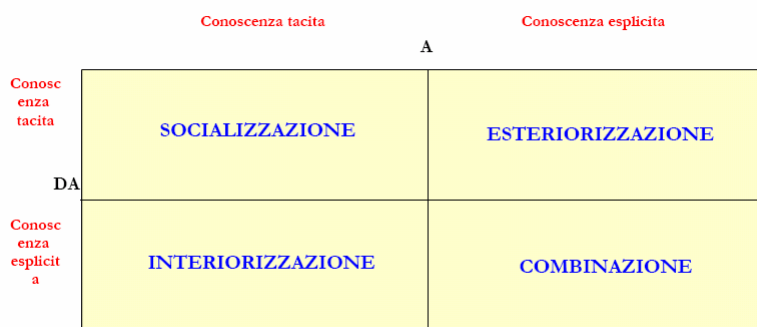 Conoscenza tacita
Conoscenza esplicita
A
Conosc
enza
tacita
SOCIALIZZAZIONE
ESTERIORIZZAZIONE
DA
Conosc
enza
esplicit
a
INTERIORIZZAZIONE
COMBINAZIONE